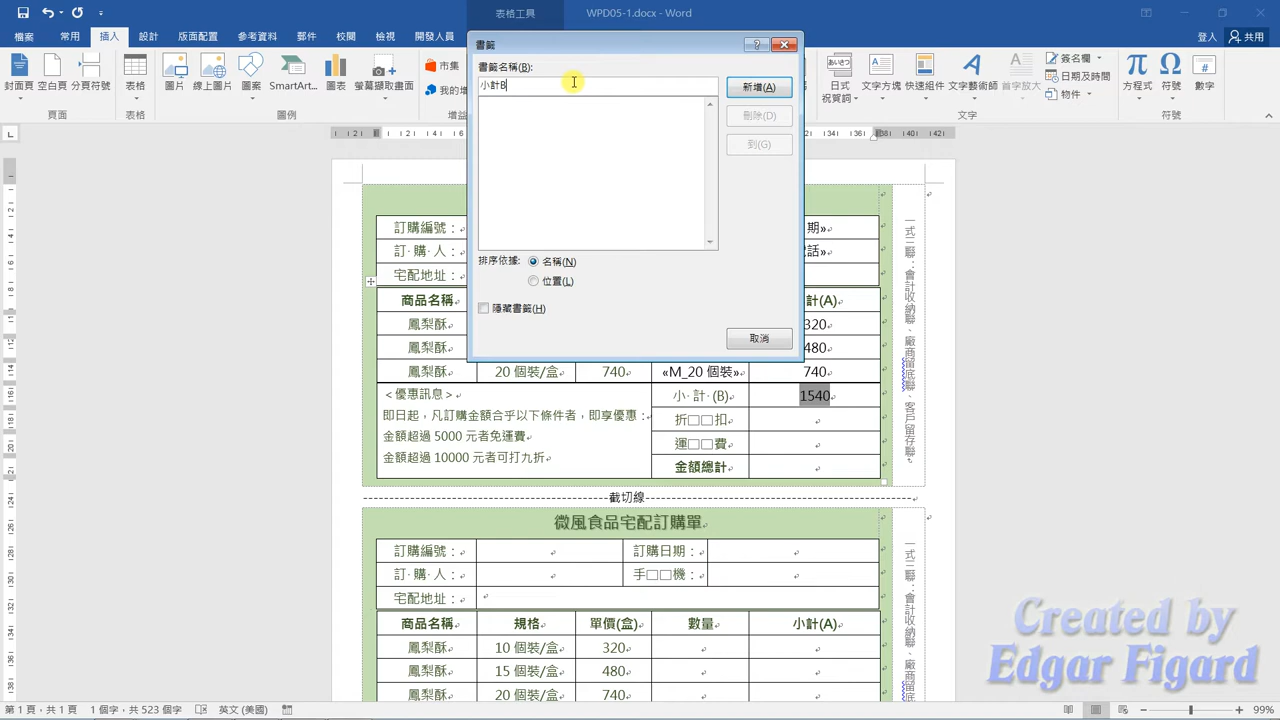 表格工具
WPD05-1.docx - Word
檔案 常用 插入 設計 版面配置 參考資料 郵件 校閱 檢視
登入 共用
封面頁 空白頁 分頁符號
表格
圖片 線上圖片 圖案 SmartArt 圖表 螢幕擷取畫面
市集
我的增
日式
祝賀詞
文字方塊 快速組件 文字藝術師
簽名欄
日期及時間
物件
方程式 符號 數字
Ω #
頁面 表格 圖例 增益 文字 符號
書籤
書籤名稱(B):
小計B
新增(A)
刪除(D)
到(G)
排序依據: 名稱(N)
位置(L)
隱藏書籤(H)
取消
訂購編號： 期»
訂·購·人： 話»
宅配地址：
商品名稱 計(A)
鳳梨酥 320
鳳梨酥 480
鳳梨酥 20 個裝/盒 740 «M_20 個裝» 740
＜優惠訊息＞
即日起，凡訂購金額合乎以下條件者，即享優惠：
金額超過 5000 元者免運費
金額超過 10000 元者可打九折
小·計·(B) 1540
折□□扣
運□□費
金額總計
一式三聯：會計收納聯、廠商留底聯、客戶留存聯
截切線
微風食品宅配訂購單
訂購編號： 訂購日期：
訂·購·人： 手□□機：
宅配地址：
商品名稱 規格 單價(盒) 數量 小計(A)
鳳梨酥 10 個裝/盒 320
鳳梨酥 15 個裝/盒 480
鳳梨酥 20 個裝/盒 740
一式三聯：會計收納聯、廠商留底
Created by
Edgar Figard
第 1 頁，共 1 頁 1 個字，共 523 個字 英文 (美國)
99%